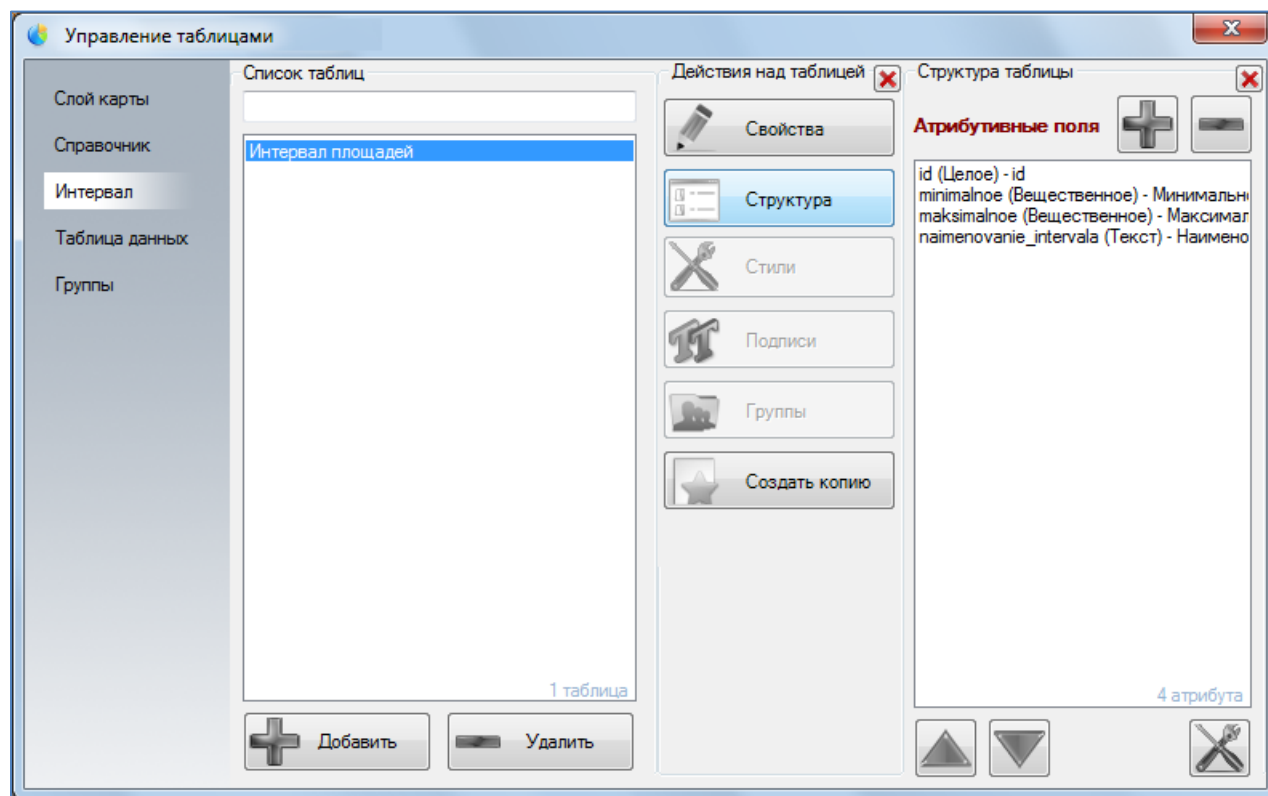 Управление таблицами
Слой карты
Справочник
Интервал
Таблица данных
Группы
Список таблиц
Интервал площадей
1 таблица
Добавить
Удалить
Действия над таблицей
Свойства
Структура
Стили
Подписи
Группы
Создать копию
Структура таблицы
Атрибутивные поля
id (Целое) - id
minimalnoe (Вещественное) - Минимальн
maksimalnoe (Вещественное) - Максимал
naimenovanie_intervala (Текст) - Наимено
4 атрибута